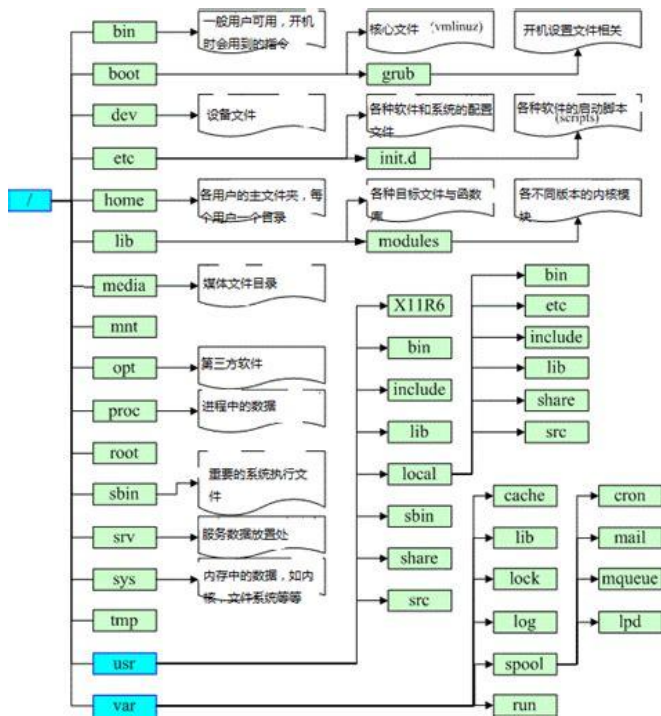 bin
一般用户可用，开机
时会用到的指令
核心文件 (vmlinuz)
开机设置文件相关
boot
grub
dev
设备文件
各种软件和系统的配置
文件
各种软件的启动脚本
(scripts)
etc
init.d
/
home
各用户的主文件夹，每
个用户一个目录
各种目标文件与函数
库
各不同版本的内核模
块
lib
modules
media
媒体文件目录
mnt
opt
第三方软件
proc
进程中的数据
root
sbin
重要的系统执行文
件
srv
服务数据放置处
sys
内存中的数据，如内
核，文件系统等等
tmp
usr
var
X11R6
bin
include
lib
local
sbin
share
src
bin
etc
include
lib
share
src
cache
lib
lock
log
spool
run
cron
mail
mqueue
lpd